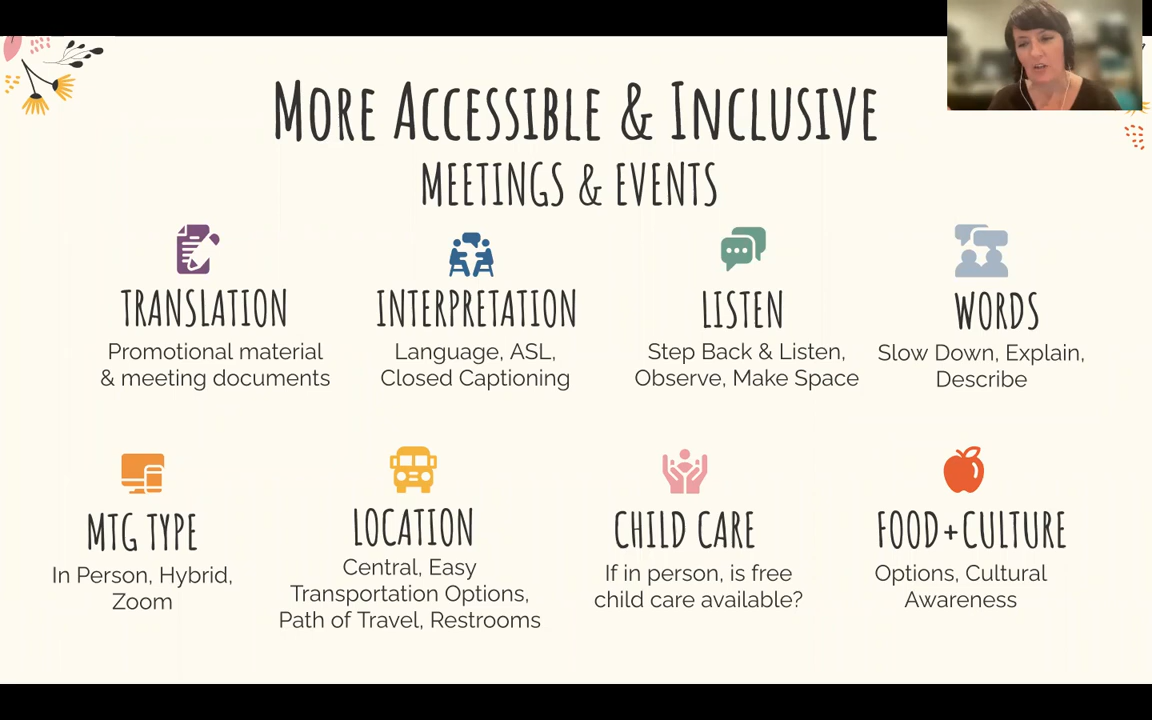 More Accessible & Inclusive
MEETINGS & EVENTS
TRANSLATION
Promotional material
& meeting documents
INTERPRETATION
Language, ASL,
Closed Captioning
LISTEN
Step Back & Listen,
Observe, Make Space
WORDS
Slow Down, Explain,
Describe
MTG TYPE
In Person, Hybrid,
Zoom
LOCATION
Central, Easy
Transportation Options,
Path of Travel, Restrooms
CHILD CARE
If in person, is free
child care available?
FOOD+CULTURE
Options, Cultural
Awareness